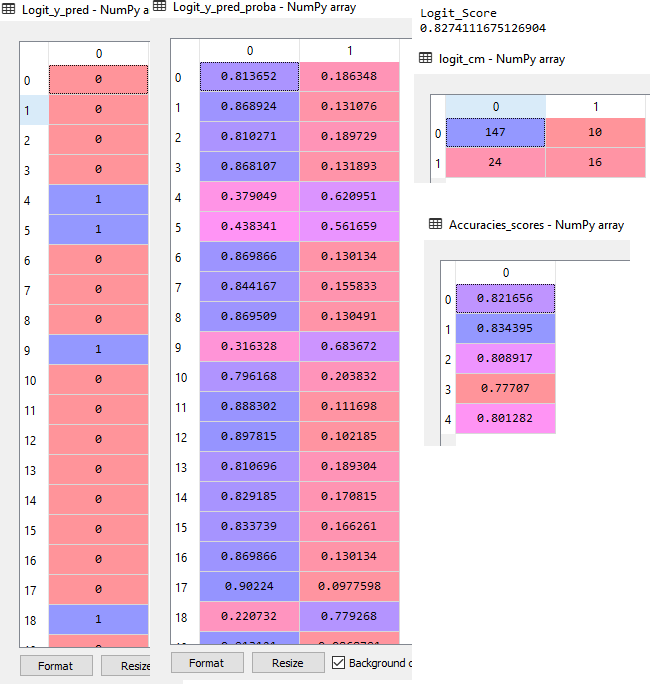 Logit_y_pred - NumPy a
0
0 0
1 0
2 0
3 0
4 1
5 1
6 0
7 0
8 0
9 1
10 0
11 0
12 0
13 0
14 0
15 0
16 0
17 0
18 1
Format Resize
Logit_y_pred_proba - NumPy array
0 1
0 0.813652 0.186348
1 0.868924 0.131076
2 0.810271 0.189729
3 0.868107 0.131893
4 0.379049 0.620951
5 0.438341 0.561659
6 0.869866 0.130134
7 0.844167 0.155833
8 0.869509 0.130491
9 0.316328 0.683672
10 0.796168 0.203832
11 0.888302 0.111698
12 0.897815 0.102185
13 0.810696 0.189304
14 0.829185 0.170815
15 0.833739 0.166261
16 0.869866 0.130134
17 0.90224 0.0977598
18 0.220732 0.779268
Format Resize Background c
Logit_Score
0.8274111675126904
logit_cm - NumPy array
0 1
0 147 10
1 24 16
Accuracies_scores - NumPy array
0
0 0.821656
1 0.834395
2 0.808917
3 0.77707
4 0.801282